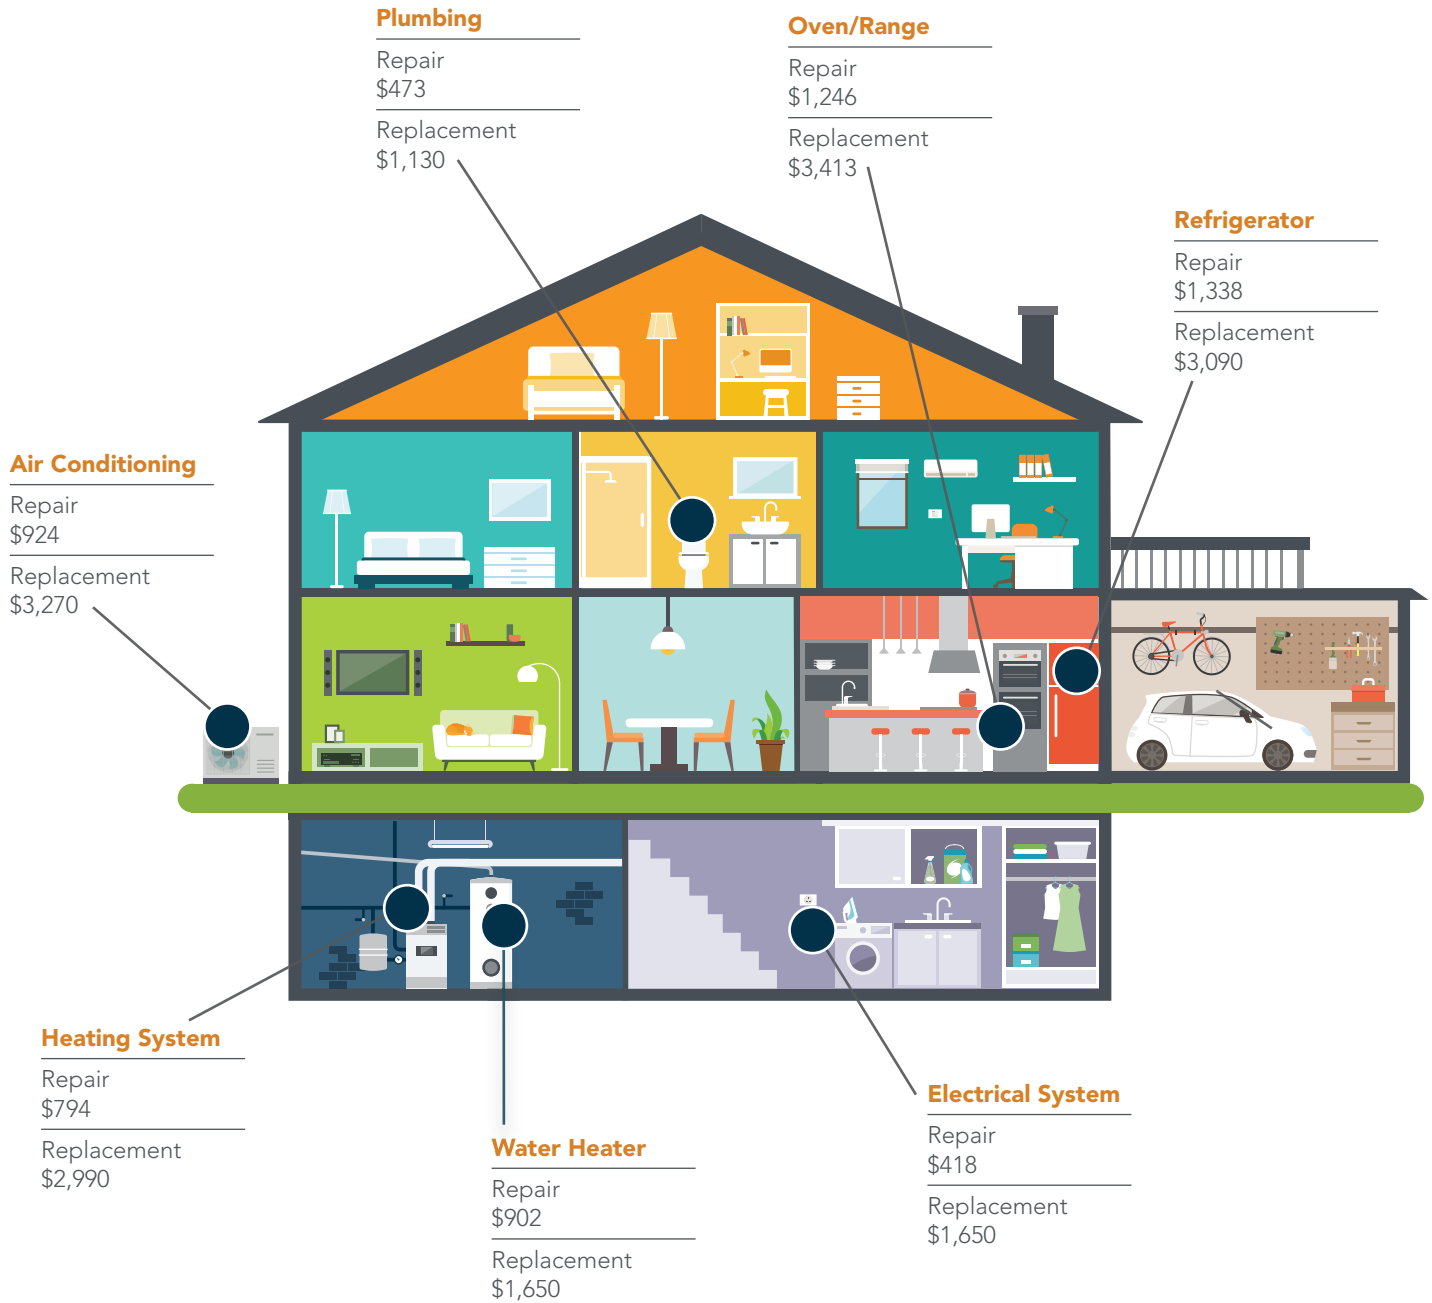 Plumbing
Repair
$473
Replacement
$1,130
Oven/Range
Repair
$1,246
Replacement
$3,413
Refrigerator
Repair
$1,338
Replacement
$3,090
Air Conditioning
Repair
$924
Replacement
$3,270
Heating System
Repair
$794
Replacement
$2,990
Water Heater
Repair
$902
Replacement
$1,650
Electrical System
Repair
$418
Replacement
$1,650